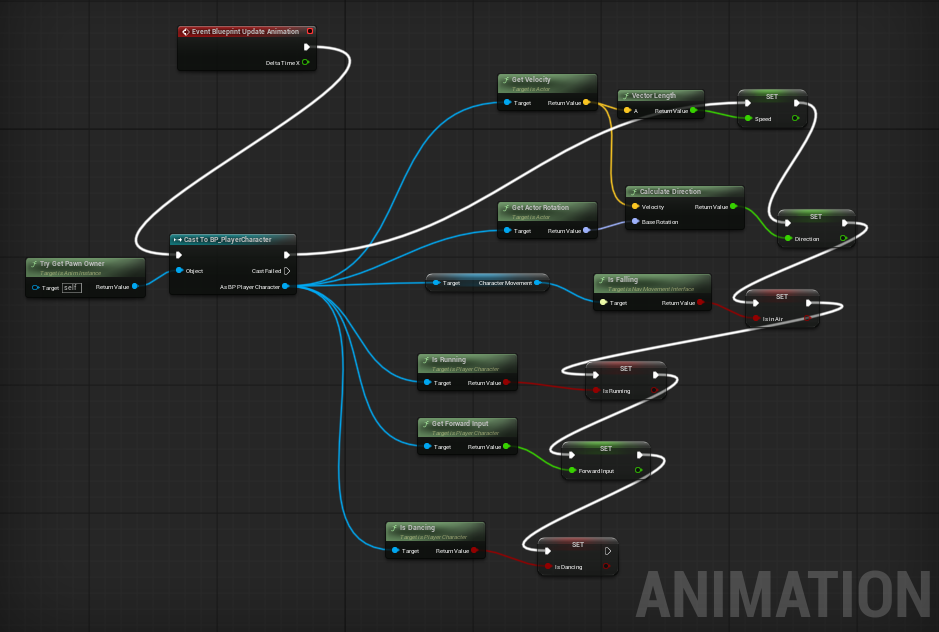 Event Blueprint Update Animation
Delta Time X
Get Velocity
Target is Actor
Target
Return Value
Vector Length
A
Return Value
SET
Speed
Calculate Direction
Velocity
Return Value
Base Rotation
Get Actor Rotation
Target is Actor
Target
Return Value
SET
Direction
Cast To BP_PlayerCharacter
Object
Cast Failed
As BP Player Character
Try Get Pawn Owner
Target is Anim Instance
Target self
Return Value
Target
Character Movement
Is Falling
Target is Nav Movement Interface
Target
Return Value
SET
Is in Air
Is Running
Target is Player Character
Target
Return Value
SET
Is Running
Get Forward Input
Target is Player Character
Target
Return Value
SET
Forward Input
Is Dancing
Target is Player Character
Target
Return Value
SET
Is Dancing
ANIMATION